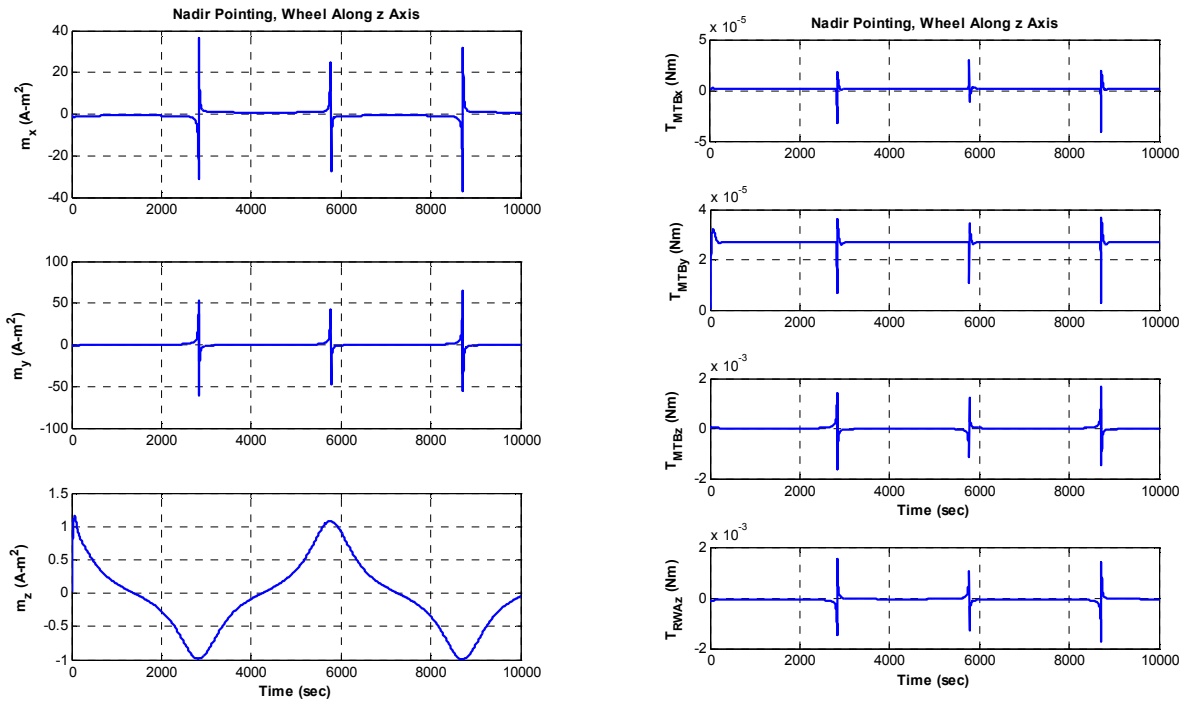 Nadir Pointing, Wheel Along z Axis
40
20
0
-20
-40
m_x (A-m^2)
0 2000 4000 6000 8000 10000
100
50
0
-50
-100
m_y (A-m^2)
0 2000 4000 6000 8000 10000
1.5
1
0.5
0
-0.5
-1
m_z (A-m^2)
0 2000 4000 6000 8000 10000
Time (sec)
Nadir Pointing, Wheel Along z Axis
x 10^-5
5
0
-5
T_MTBx (Nm)
0 2000 4000 6000 8000 10000
x 10^-5
4
2
0
T_MTBy (Nm)
0 2000 4000 6000 8000 10000
x 10^-3
2
0
-2
T_MTBz (Nm)
0 2000 4000 6000 8000 10000
Time (sec)
x 10^-3
2
0
-2
T_RWAz (Nm)
0 2000 4000 6000 8000 10000
Time (sec)